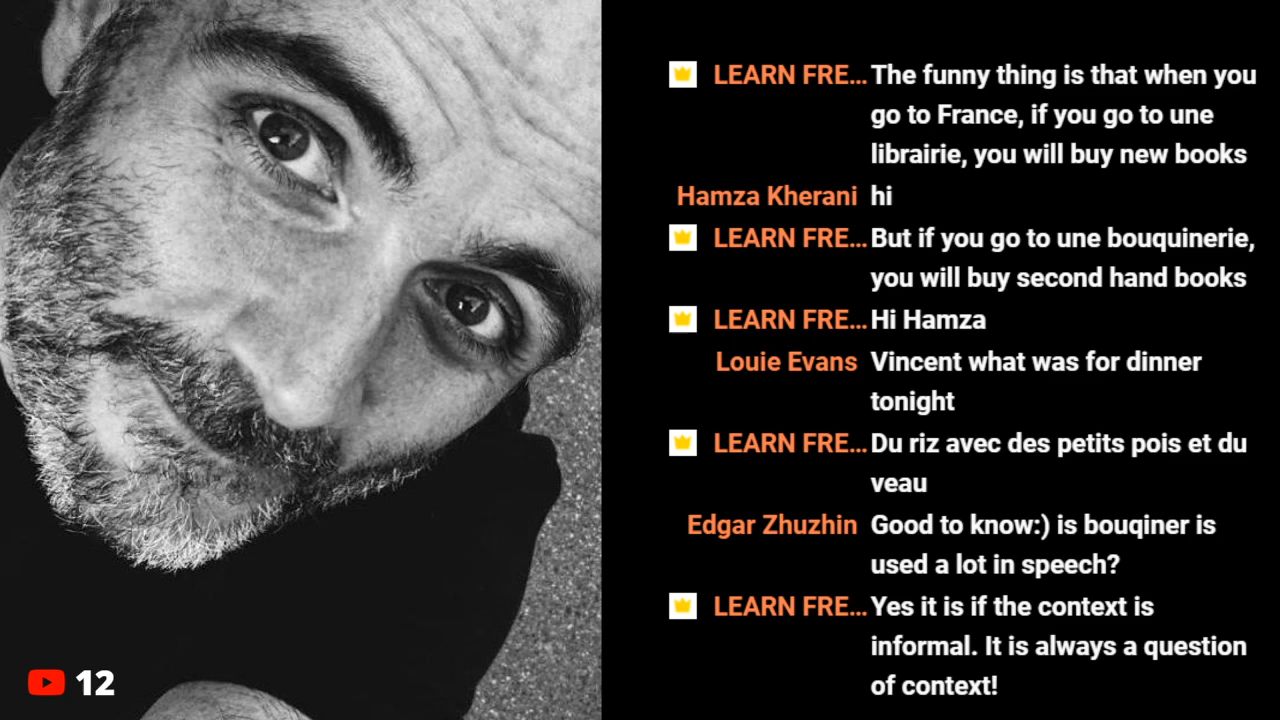 LEARN FRE... The funny thing is that when you
go to France, if you go to une
librairie, you will buy new books
Hamza Kherani hi
LEARN FRE... But if you go to une bouquinerie,
you will buy second hand books
LEARN FRE... Hi Hamza
Louie Evans Vincent what was for dinner
tonight
LEARN FRE... Du riz avec des petits pois et du
veau
Edgar Zhuzhin Good to know:) is bouqiner is
used a lot in speech?
LEARN FRE... Yes it is if the context is
informal. It is always a question
of context!
12